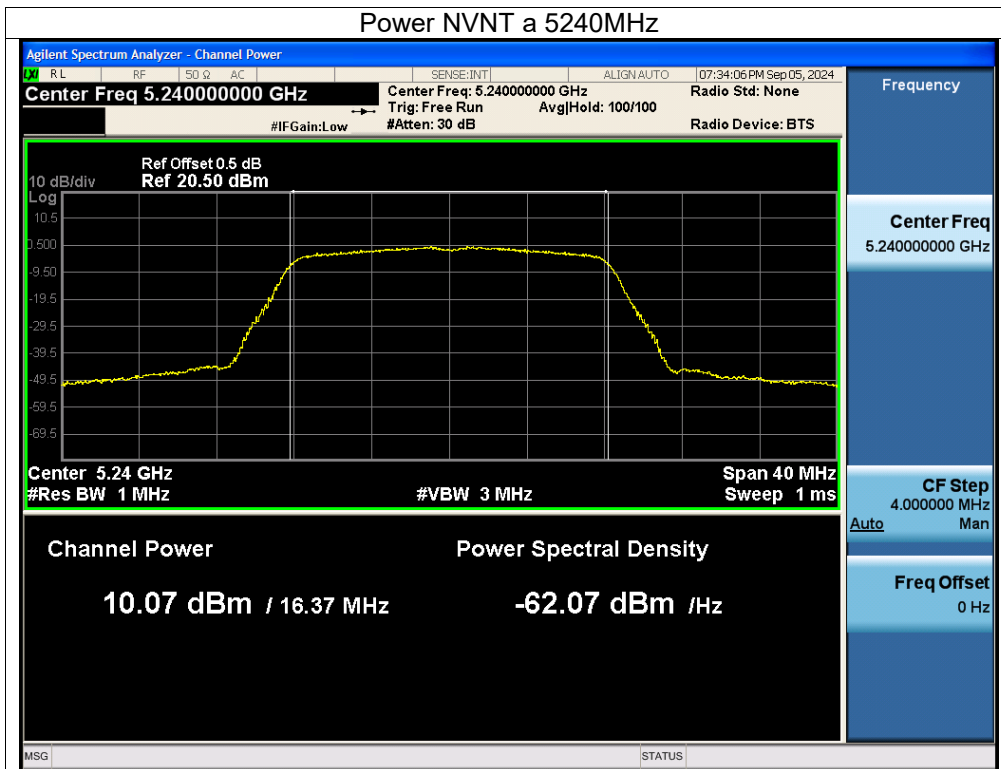 Power NVNT a 5240MHz
Agilent Spectrum Analyzer - Channel Power
LXI RL RF 50 Ω AC SENSE:INT ALIGN AUTO 07:34:06 PM Sep 05, 2024
Center Freq 5.240000000 GHz Center Freq: 5.240000000 GHz Radio Std: None
Trig: Free Run Avg|Hold: 100/100
#IFGain:Low #Atten: 30 dB Radio Device: BTS
Frequency
Ref Offset 0.5 dB
10 dB/div Ref 20.50 dBm
Log
10.5
0.500
-9.50
-19.5
-29.5
-39.5
-49.5
-59.5
-69.5
Center 5.24 GHz Span 40 MHz
#Res BW 1 MHz #VBW 3 MHz Sweep 1 ms
Channel Power Power Spectral Density
10.07 dBm / 16.37 MHz -62.07 dBm /Hz
Center Freq
5.240000000 GHz
CF Step
4.000000 MHz
Auto Man
Freq Offset
0 Hz
MSG STATUS